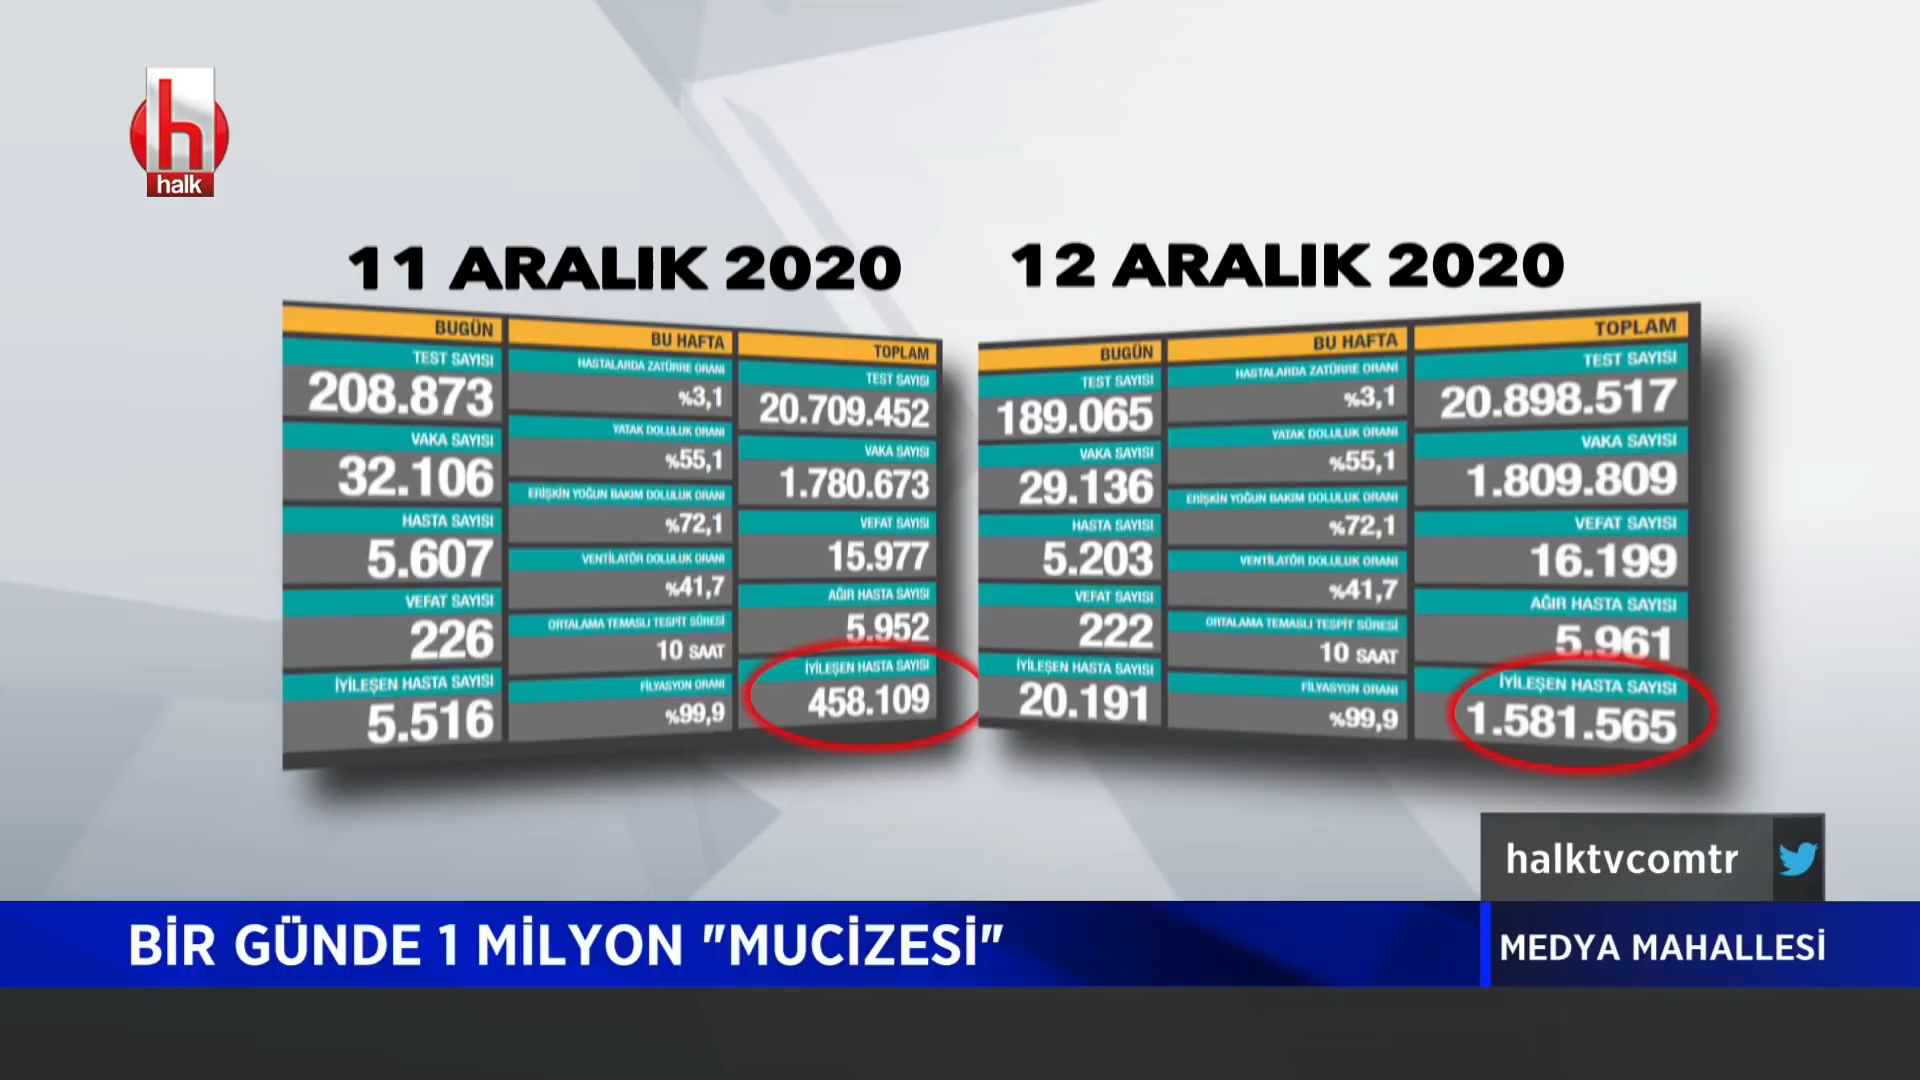 h
halk
11 ARALIK 2020
BUGÜN
TEST SAYISI
208.873
VAKA SAYISI
32.106
HASTA SAYISI
5.607
VEFAT SAYISI
226
İYİLEŞEN HASTA SAYISI
5.516
BU HAFTA
HASTALARDA ZATÜRRE ORANI
%3,1
YATAK DOLULUK ORANI
%55,1
ERİŞKİN YOĞUN BAKIM DOLULUK ORANI
%72,1
VENTİLATÖR DOLULUK ORANI
%41,7
ORTALAMA TEMASLI TESPİT SÜRESİ
10 SAAT
FİLYASYON ORANI
%99,9
TOPLAM
TEST SAYISI
20.709.452
VAKA SAYISI
1.780.673
VEFAT SAYISI
15.977
AĞIR HASTA SAYISI
5.952
İYİLEŞEN HASTA SAYISI
458.109
12 ARALIK 2020
BUGÜN
TEST SAYISI
189.065
VAKA SAYISI
29.136
HASTA SAYISI
5.203
VEFAT SAYISI
222
İYİLEŞEN HASTA SAYISI
20.191
BU HAFTA
HASTALARDA ZATÜRRE ORANI
%3,1
YATAK DOLULUK ORANI
%55,1
ERİŞKİN YOĞUN BAKIM DOLULUK ORANI
%72,1
VENTİLATÖR DOLULUK ORANI
%41,7
ORTALAMA TEMASLI TESPİT SÜRESİ
10 SAAT
FİLYASYON ORANI
%99,9
TOPLAM
TEST SAYISI
20.898.517
VAKA SAYISI
1.809.809
VEFAT SAYISI
16.199
AĞIR HASTA SAYISI
5.961
İYİLEŞEN HASTA SAYISI
1.581.565
halktvcomtr
BİR GÜNDE 1 MİLYON "MUCİZESİ"
MEDYA MAHALLESİ